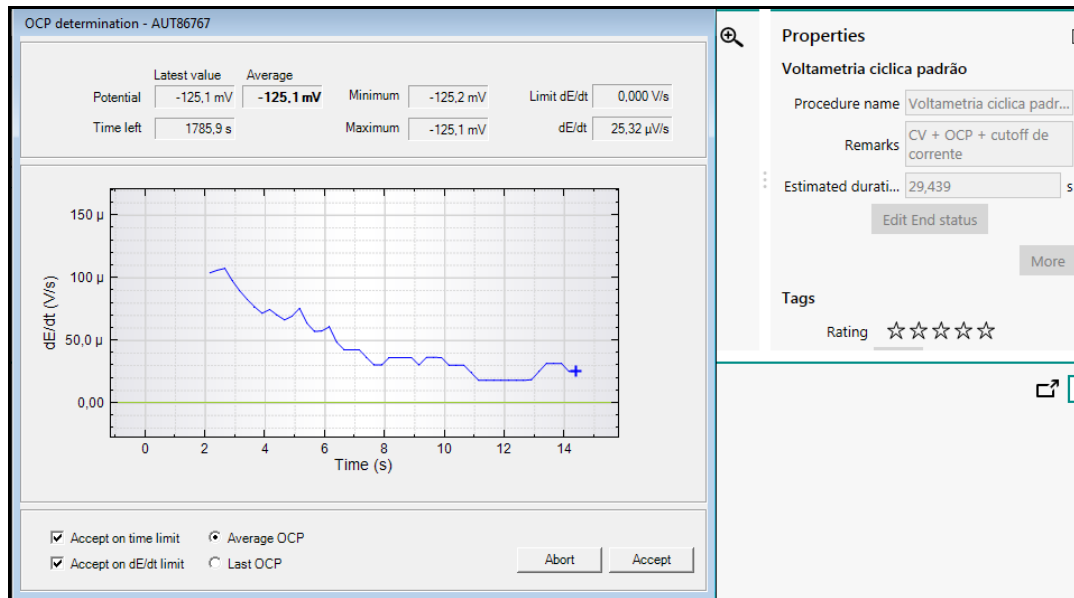 OCP determination - AUT86767
Latest value Average
Potential -125,1 mV -125,1 mV Minimum -125,2 mV Limit dE/dt 0,000 V/s
Time left 1785,9 s Maximum -125,1 mV dE/dt 25,32 µV/s
150 µ
100 µ
50,0 µ
0,00
dE/dt (V/s)
0 2 4 6 8 10 12 14
Time (s)
Accept on time limit Average OCP
Accept on dE/dt limit Last OCP
Abort Accept
Properties
Voltametria ciclica padrão
Procedure name Voltametria ciclica padr...
Remarks CV + OCP + cutoff de
corrente
Estimated durati... 29,439 s
Edit End status
More
Tags
Rating